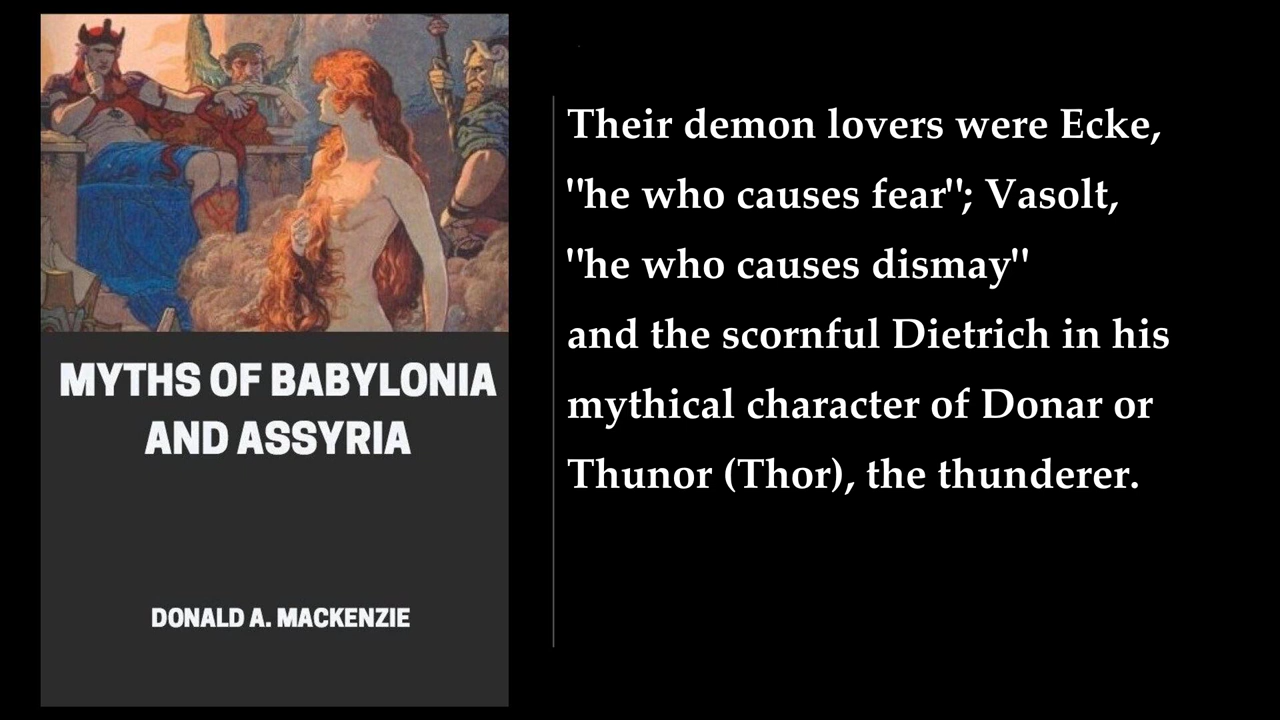 MYTHS OF BABYLONIA
AND ASSYRIA
DONALD A. MACKENZIE
Their demon lovers were Ecke,
"he who causes fear"; Vasolt,
"he who causes dismay"
and the scornful Dietrich in his
mythical character of Donar or
Thunor (Thor), the thunderer.